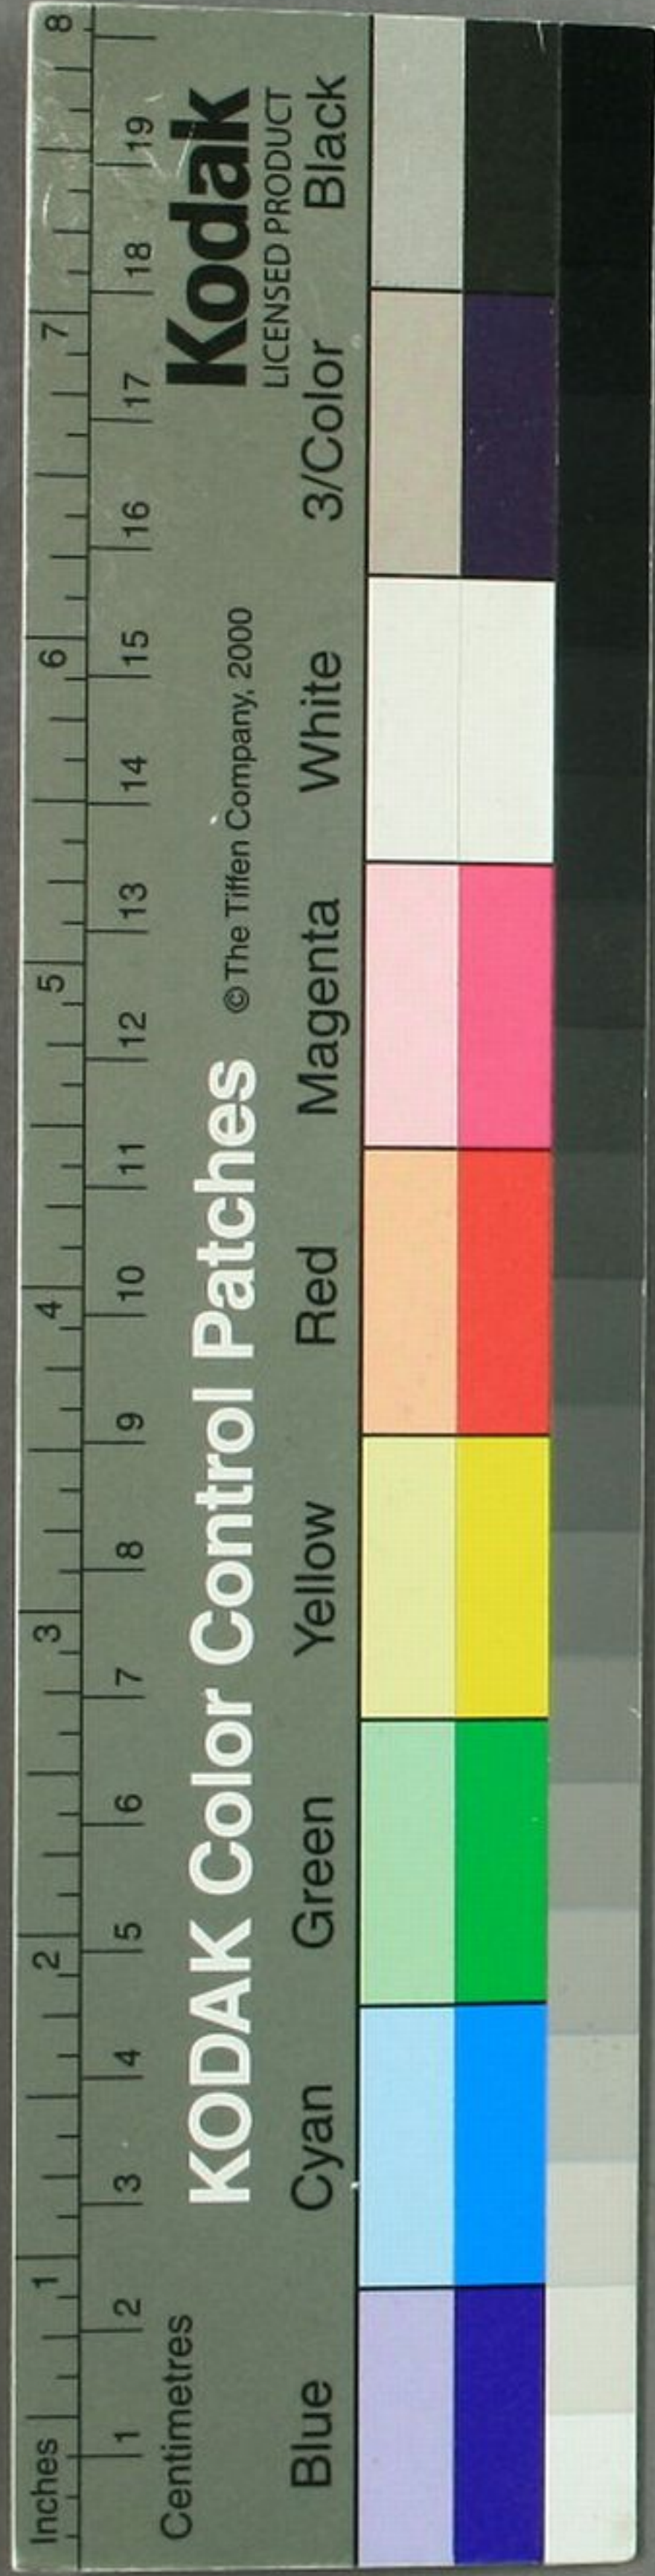 Inches 1 2 3 4 5 6 7 8
1 2 3 4 5 6 7 8 9 10 11 12 13 14 15 16 17 18 19
Centimetres
KODAK Color Control Patches
© The Tiffen Company, 2000
Kodak
LICENSED PRODUCT
Blue Cyan Green Yellow Red Magenta White 3/Color Black